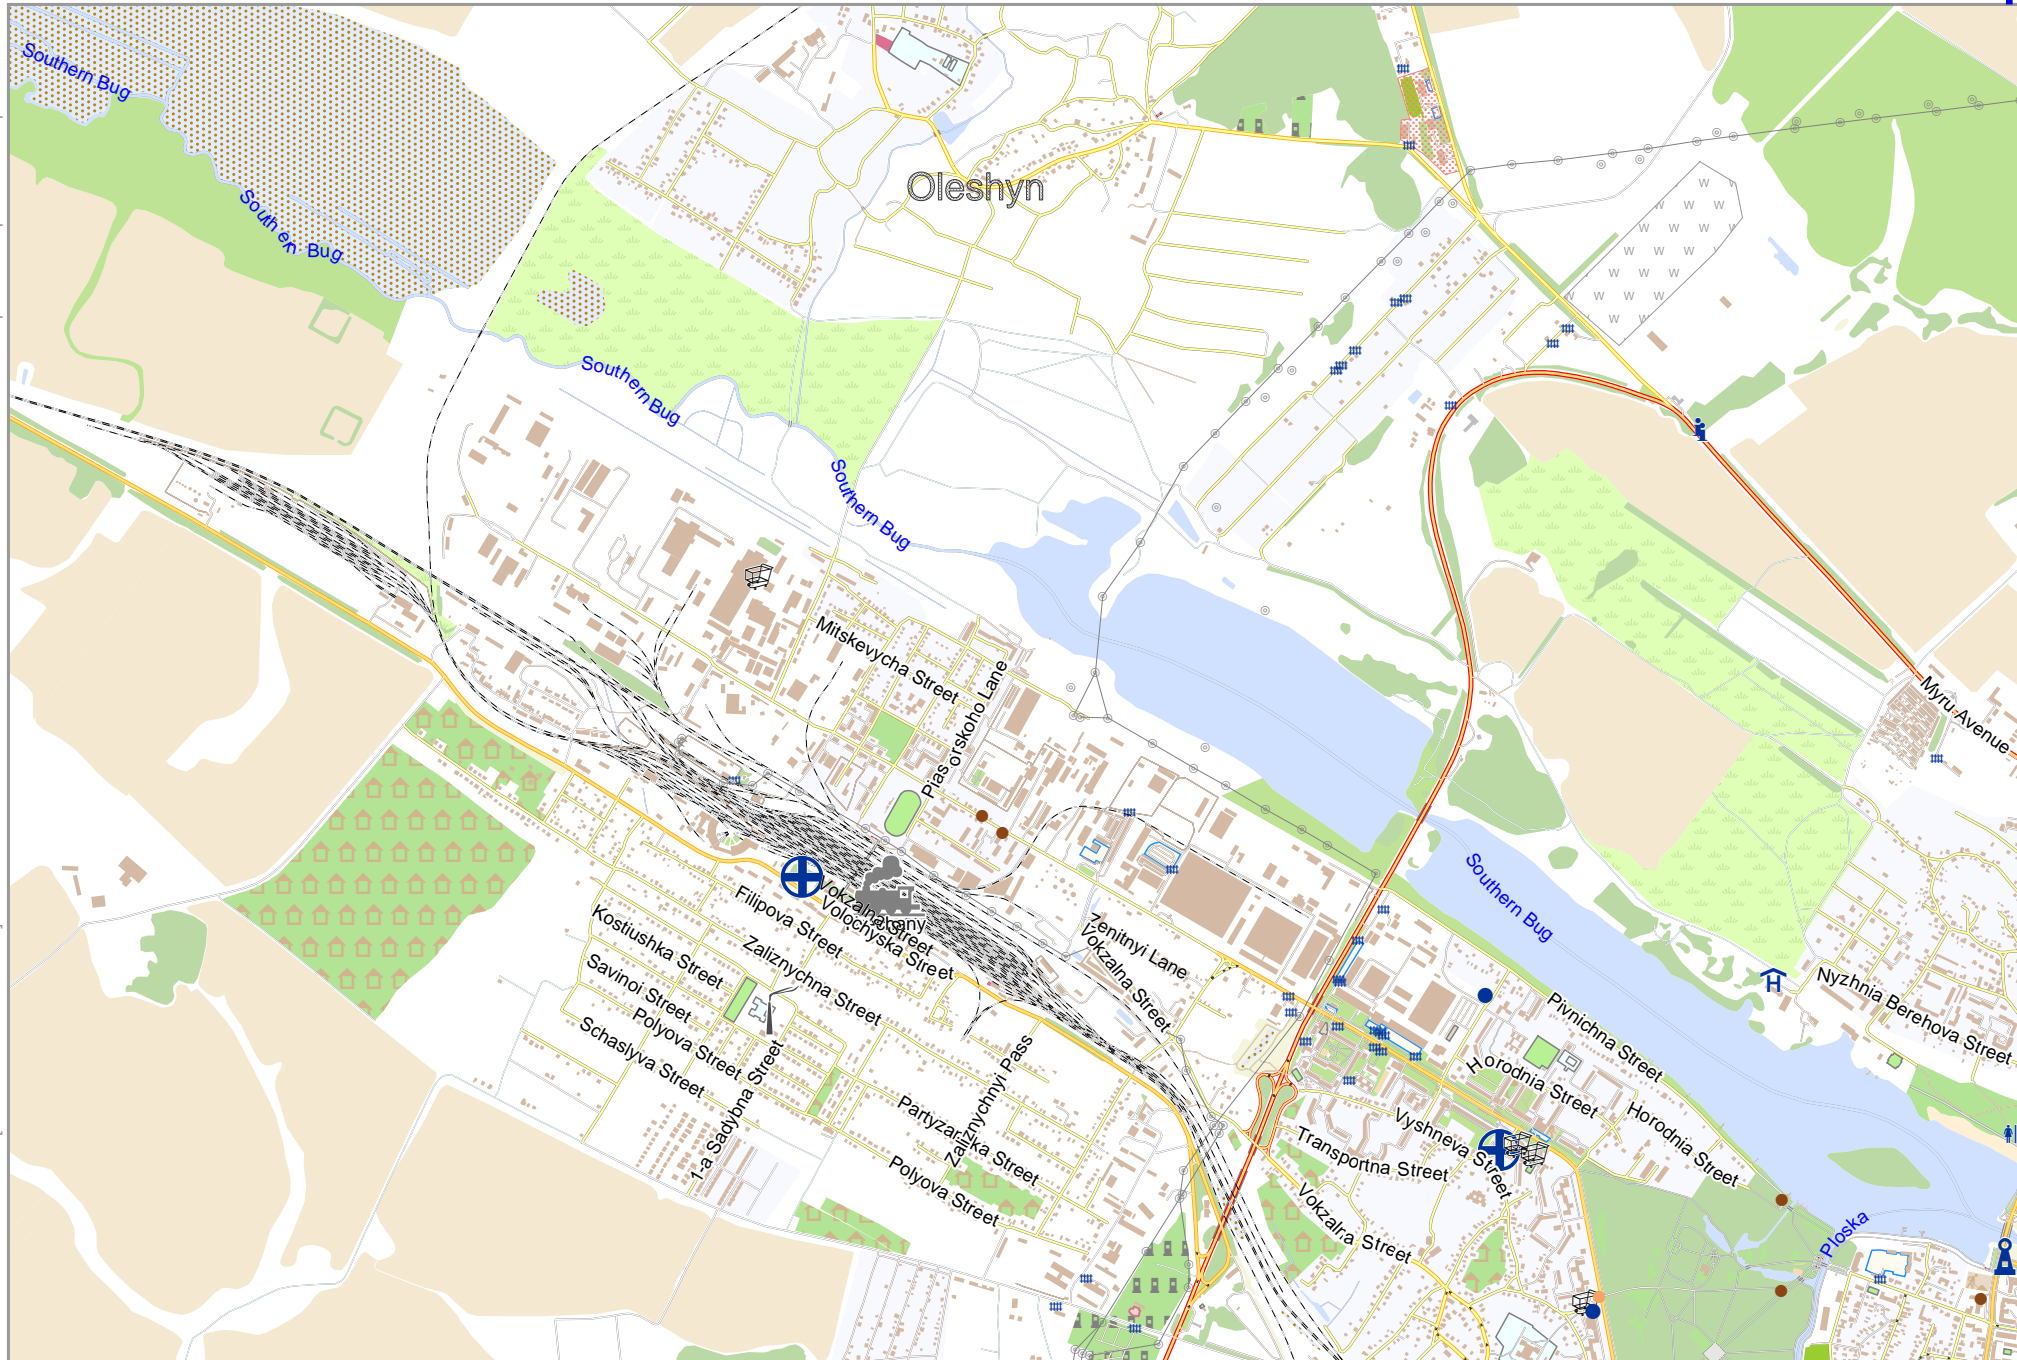 Southern Bug
Oleshyn
Southern Bug
Southern Bug
Southern Bug
Mitskevycha Street
Myru Avenue
Filipova Street
Vokzalna Street
Volochyska Street
Kostiushka Street
Zaliznychna Street
Zenitnyi Lane
Vokzalna Street
Southern Bug
Savinoi Street
Polyova Street
Schaslyva Street
1-a Sadybna Street
Zaliznychnyi Pass
Nyzhnia Berehova Street
Pivnichna Street
Horodnia Street
Horodnia Street
Partyzanska Street
Polyova Street
Vyshneva Street
Transportna Street
Vokzalna Street
Ploska